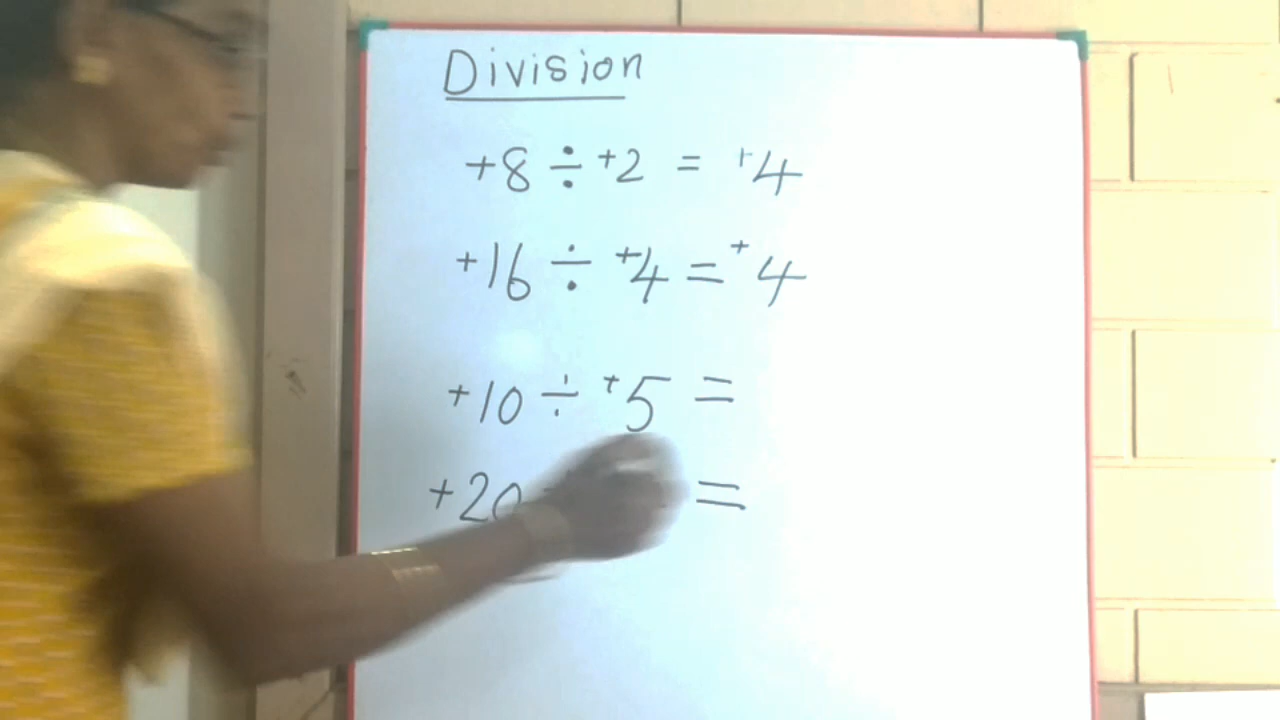 Division
+8 ÷ +2 = +4
+16 ÷ +4 = +4
+10 ÷ +5 =
+20 =